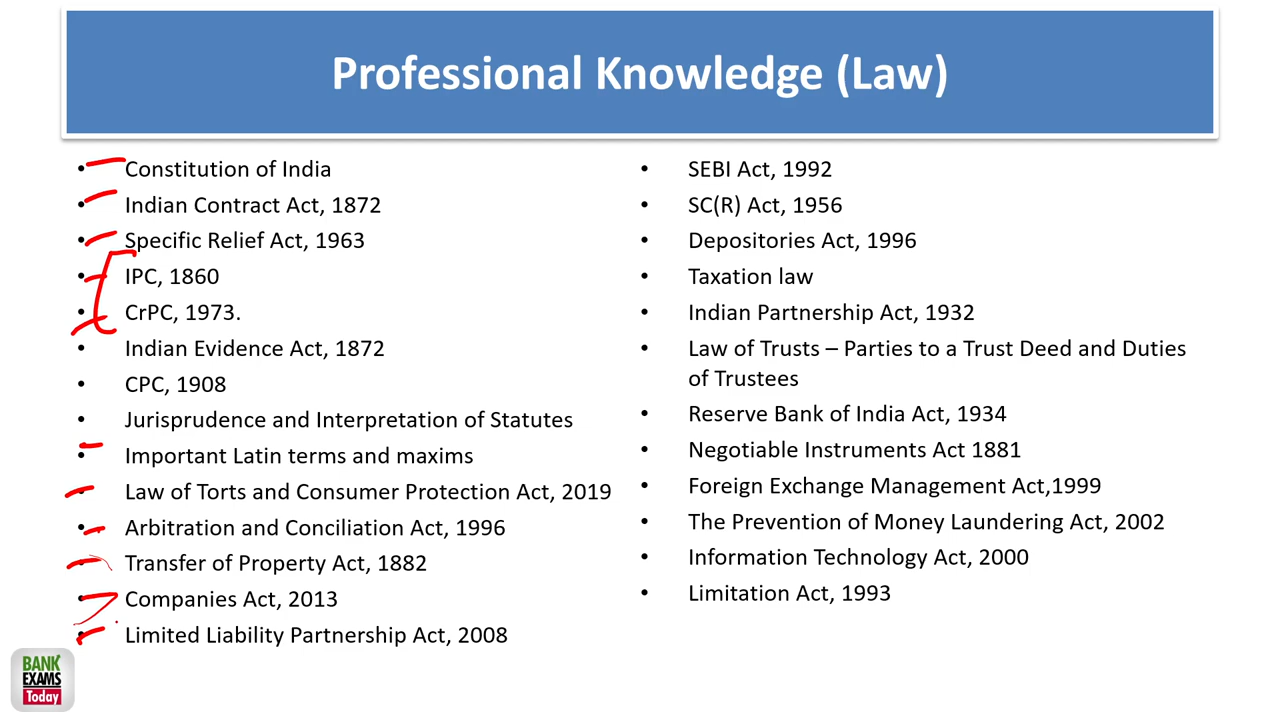 Professional Knowledge (Law)
• Constitution of India
• Indian Contract Act, 1872
• Specific Relief Act, 1963
• IPC, 1860
• CrPC, 1973.
• Indian Evidence Act, 1872
• CPC, 1908
• Jurisprudence and Interpretation of Statutes
• Important Latin terms and maxims
• Law of Torts and Consumer Protection Act, 2019
• Arbitration and Conciliation Act, 1996
• Transfer of Property Act, 1882
• Companies Act, 2013
• Limited Liability Partnership Act, 2008
• SEBI Act, 1992
• SC(R) Act, 1956
• Depositories Act, 1996
• Taxation law
• Indian Partnership Act, 1932
• Law of Trusts – Parties to a Trust Deed and Duties
of Trustees
• Reserve Bank of India Act, 1934
• Negotiable Instruments Act 1881
• Foreign Exchange Management Act,1999
• The Prevention of Money Laundering Act, 2002
• Information Technology Act, 2000
• Limitation Act, 1993
BANK
EXAMS
Today